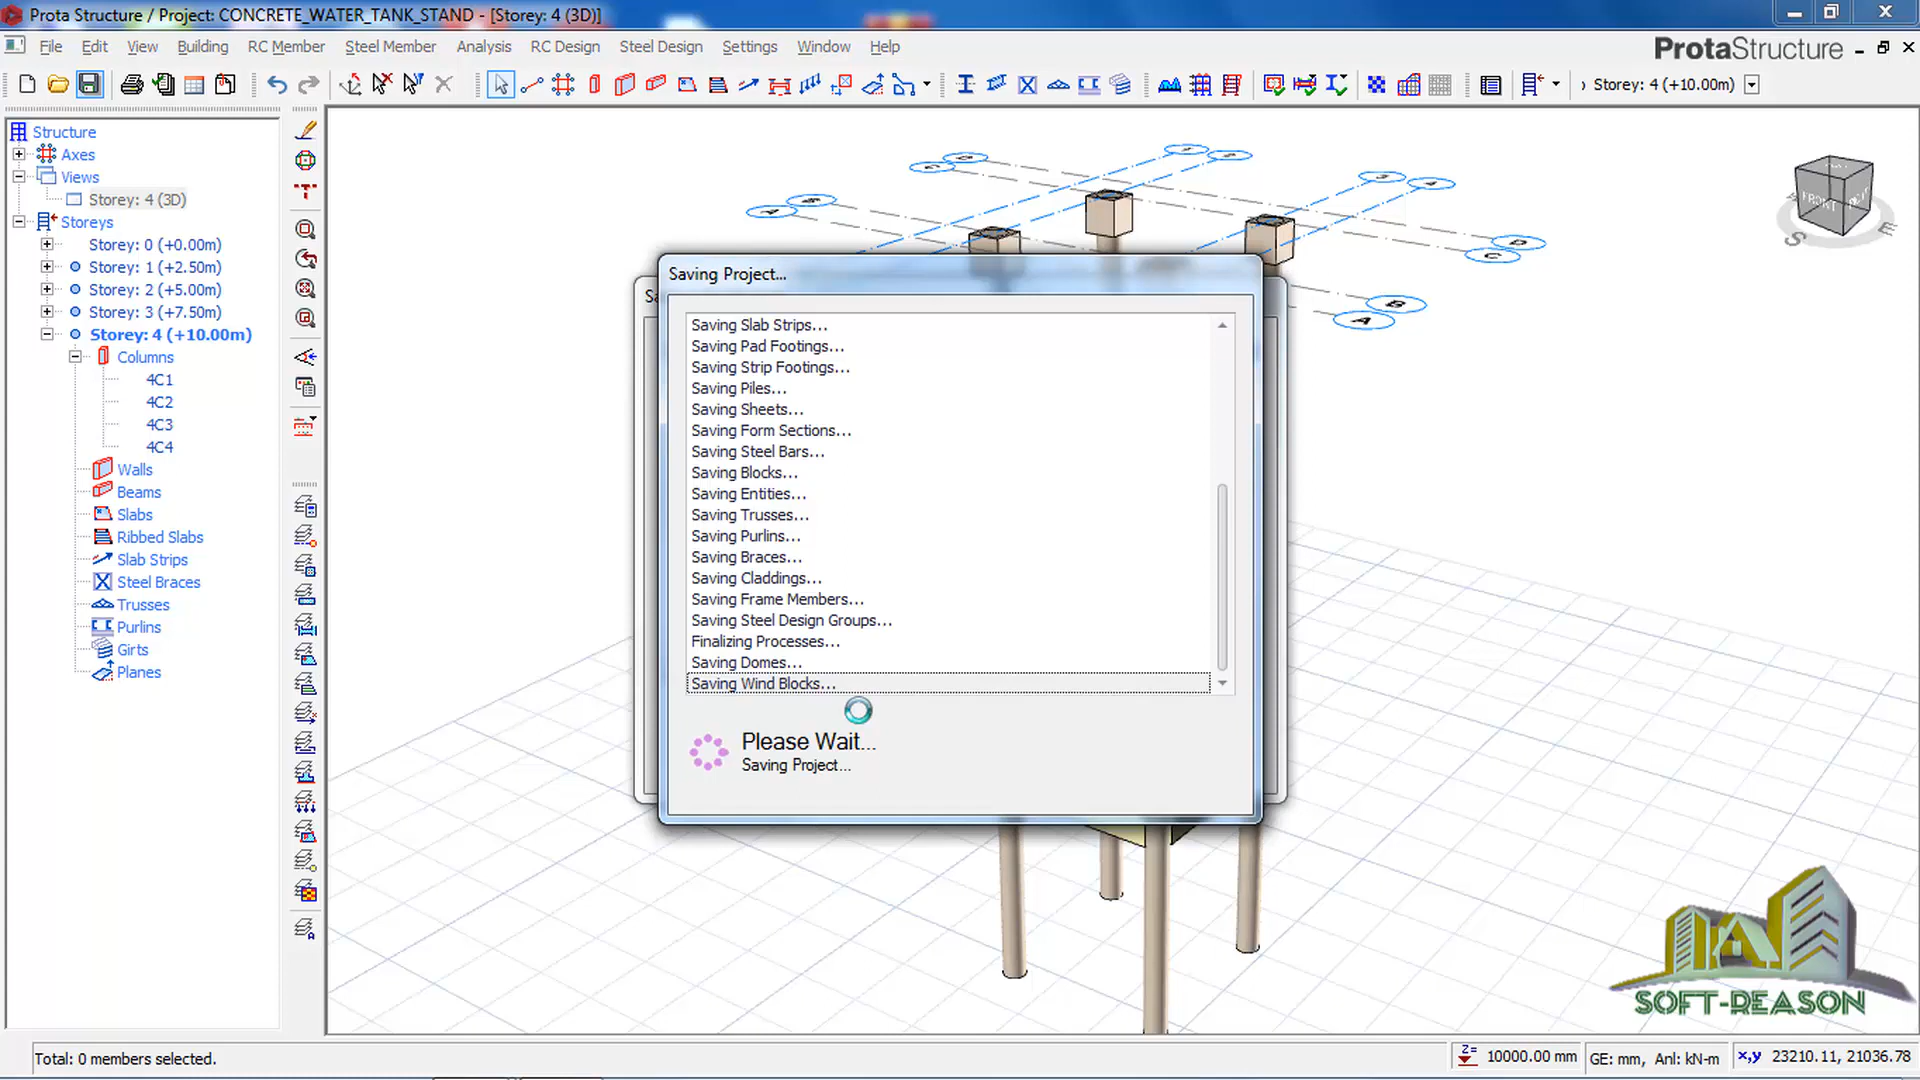 Prota Structure / Project: CONCRETE_WATER_TANK_STAND - [Storey: 4 (3D)]
File Edit View Building RC Member Steel Member Analysis RC Design Steel Design Settings Window Help
ProtaStructure
Storey: 4 (+10.00m)
Structure
Axes
Views
Storey: 4 (3D)
Storeys
Storey: 0 (+0.00m)
Storey: 1 (+2.50m)
Storey: 2 (+5.00m)
Storey: 3 (+7.50m)
Storey: 4 (+10.00m)
Columns
4C1
4C2
4C3
4C4
Walls
Beams
Slabs
Ribbed Slabs
Slab Strips
Steel Braces
Trusses
Purlins
Girts
Planes
FRONT
S
E
C
D
A
B
1
2
3
4
D
C
B
A
Sa
Saving Project...
Saving Slab Strips...
Saving Pad Footings...
Saving Strip Footings...
Saving Piles...
Saving Sheets...
Saving Form Sections...
Saving Steel Bars...
Saving Blocks...
Saving Entities...
Saving Trusses...
Saving Purlins...
Saving Braces...
Saving Claddings...
Saving Frame Members...
Saving Steel Design Groups...
Finalizing Processes...
Saving Domes...
Saving Wind Blocks...
Please Wait...
Saving Project...
SOFT-REASON
Total: 0 members selected.
Z= 10000.00 mm
GE: mm, Anl: kN-m
x,y 23210.11, 21036.78